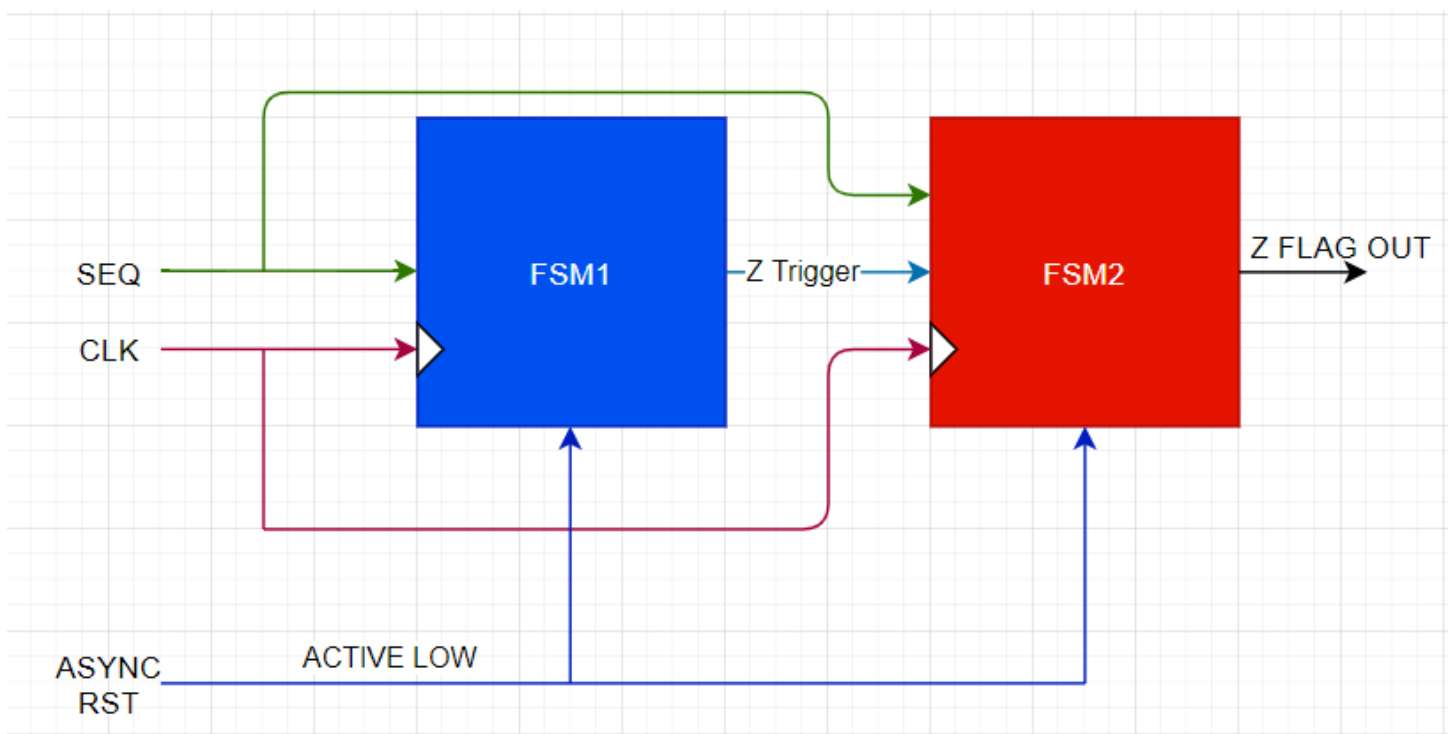 Z FLAG OUT
SEQ
FSM1
Z Trigger
FSM2
CLK
ACTIVE LOW
ASYNC
RST